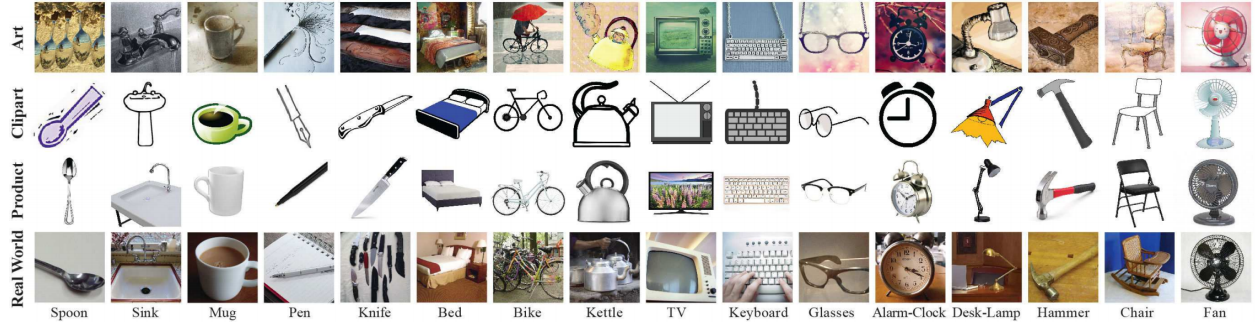 Art
Clipart
Product
Real World
Spoon Sink Mug Pen Knife Bed Bike Kettle TV Keyboard Glasses Alarm-Clock Desk-Lamp Hammer Chair Fan